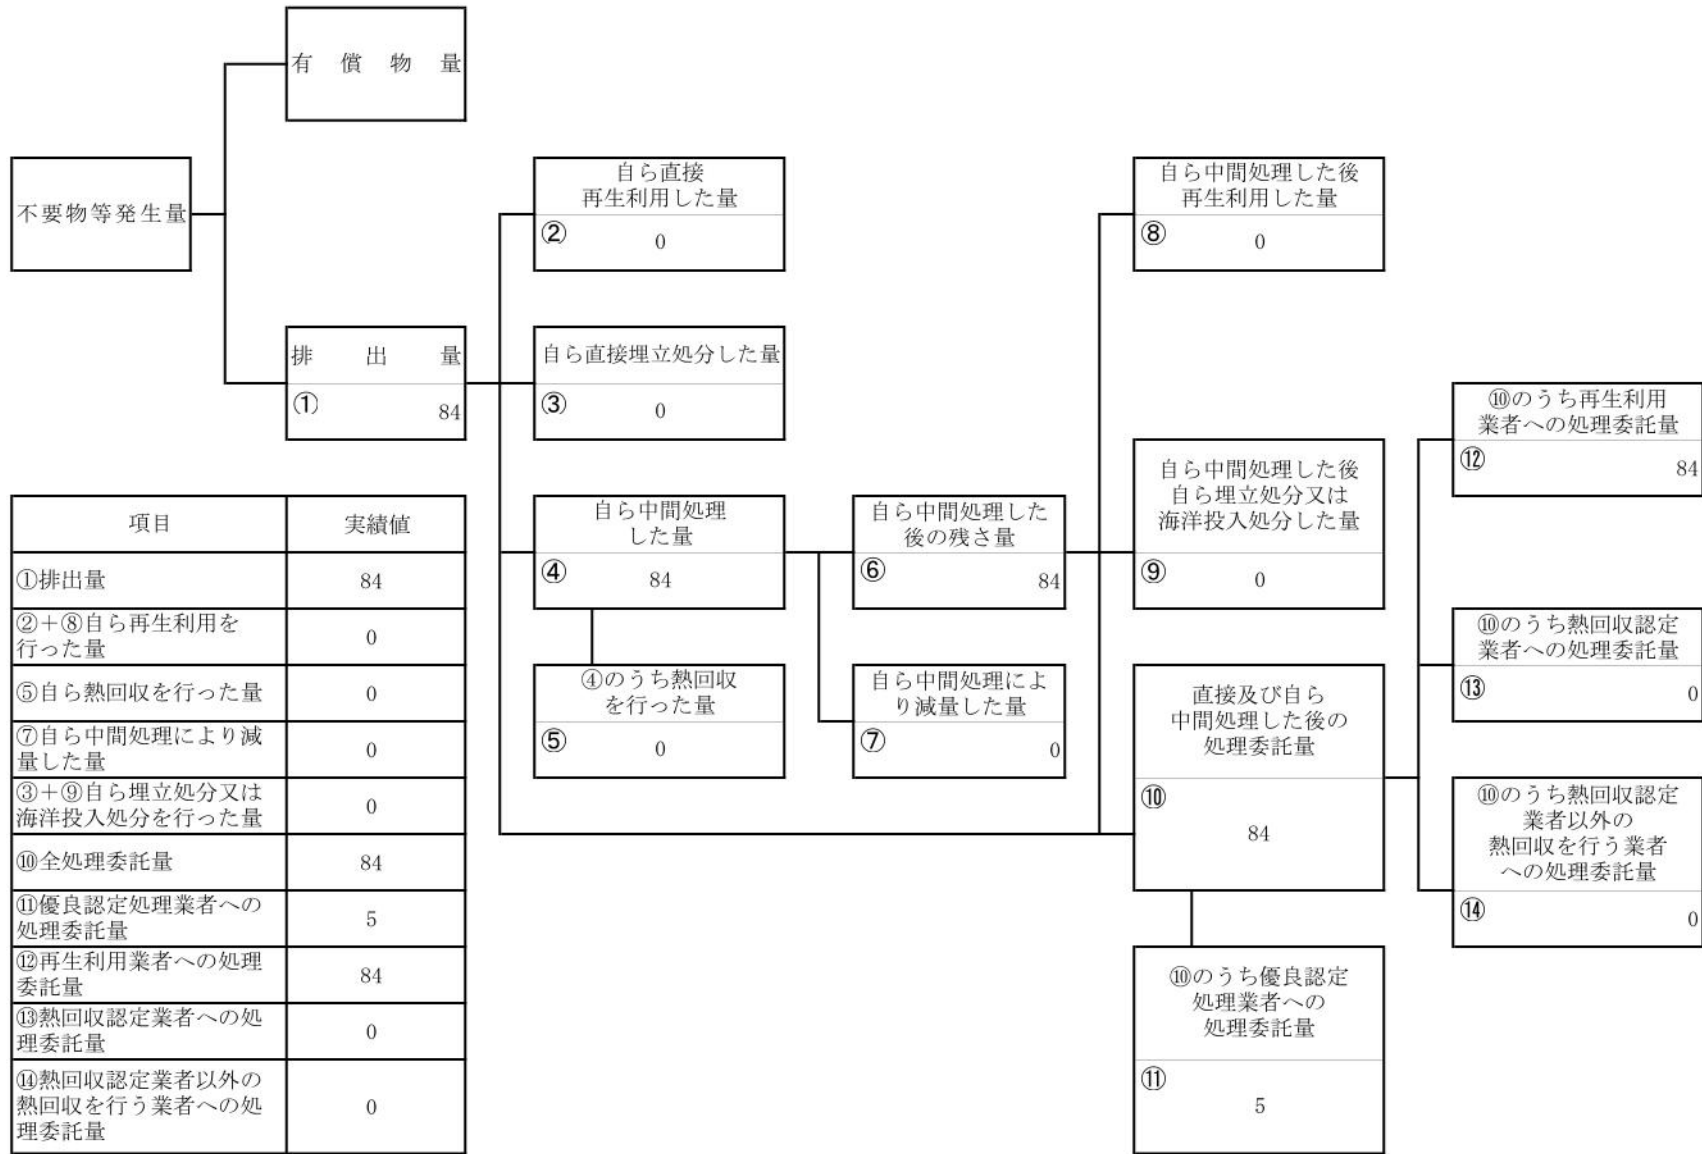 有償物量
不要物等発生量
排出量
①
84
自ら直接
再生利用した量
②
0
自ら直接埋立処分した量
③
0
自ら中間処理
した量
④
84
④のうち熱回収
を行った量
⑤
0
自ら中間処理した
後の残さ量
⑥
84
自ら中間処理によ
り減量した量
⑦
0
自ら中間処理した後
再生利用した量
⑧
0
自ら中間処理した後
自ら埋立処分又は
海洋投入処分した量
⑨
0
直接及び自ら
中間処理した後の
処理委託量
⑩
84
⑩のうち優良認定
処理業者への
処理委託量
⑪
5
⑩のうち再生利用
業者への処理委託量
⑫
84
⑩のうち熱回収認定
業者への処理委託量
⑬
0
⑩のうち熱回収認定
業者以外の
熱回収を行う業者
への処理委託量
⑭
0
項目 実績値
①排出量 84
②＋⑧自ら再生利用を
行った量 0
⑤自ら熱回収を行った量 0
⑦自ら中間処理により減
量した量 0
③＋⑨自ら埋立処分又は
海洋投入処分を行った量 0
⑩全処理委託量 84
⑪優良認定処理業者への
処理委託量 5
⑫再生利用業者への処理
委託量 84
⑬熱回収認定業者への処
理委託量 0
⑭熱回収認定業者以外の
熱回収を行う業者への処
理委託量 0